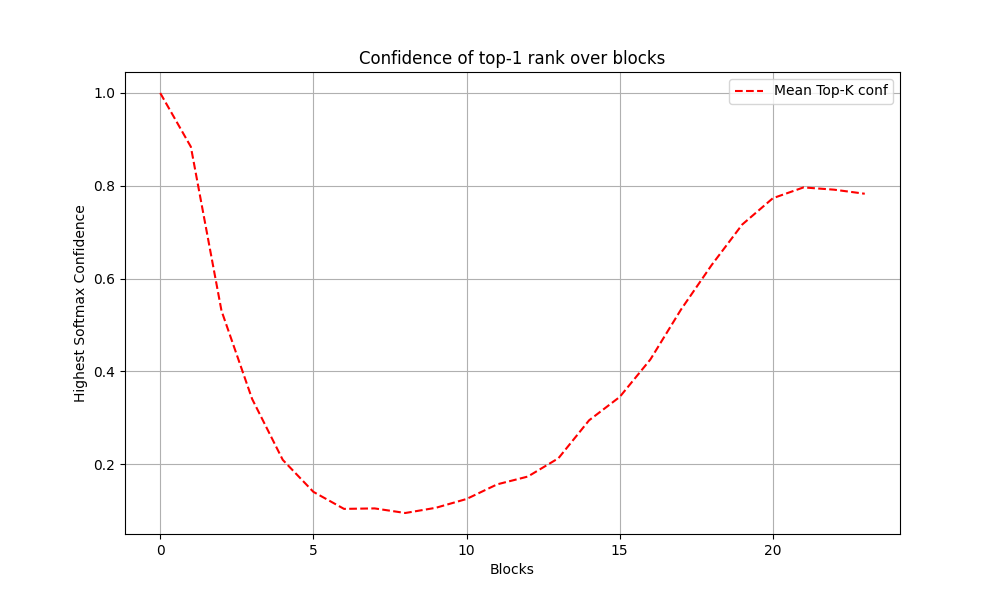 Confidence of top-1 rank over blocks
Mean Top-K conf
1.0
0.8
0.6
0.4
0.2
Highest Softmax Confidence
0
5
10
15
20
Blocks